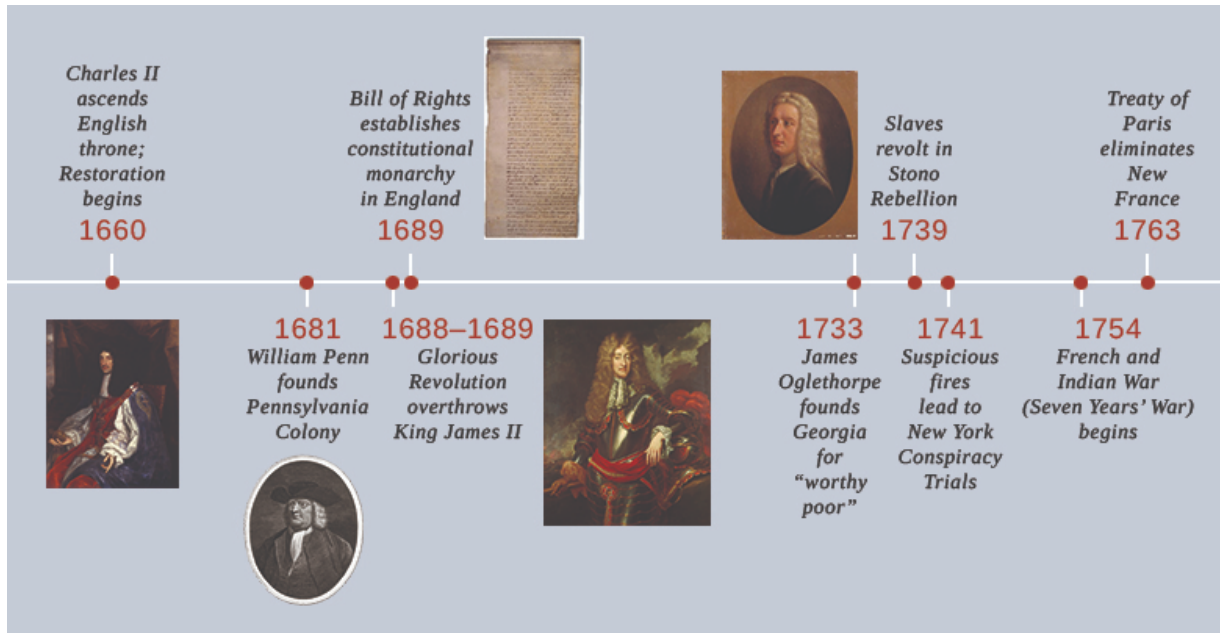 Charles II
ascends
English
throne;
Restoration
begins
1660
1681
William Penn
founds
Pennsylvania
Colony
Bill of Rights
establishes
constitutional
monarchy
in England
1689
1688–1689
Glorious
Revolution
overthrows
King James II
1733
James
Oglethorpe
founds
Georgia
for
“worthy
poor”
Slaves
revolt in
Stono
Rebellion
1739
1741
Suspicious
fires
lead to
New York
Conspiracy
Trials
1754
French and
Indian War
(Seven Years’ War)
begins
Treaty of
Paris
eliminates
New
France
1763